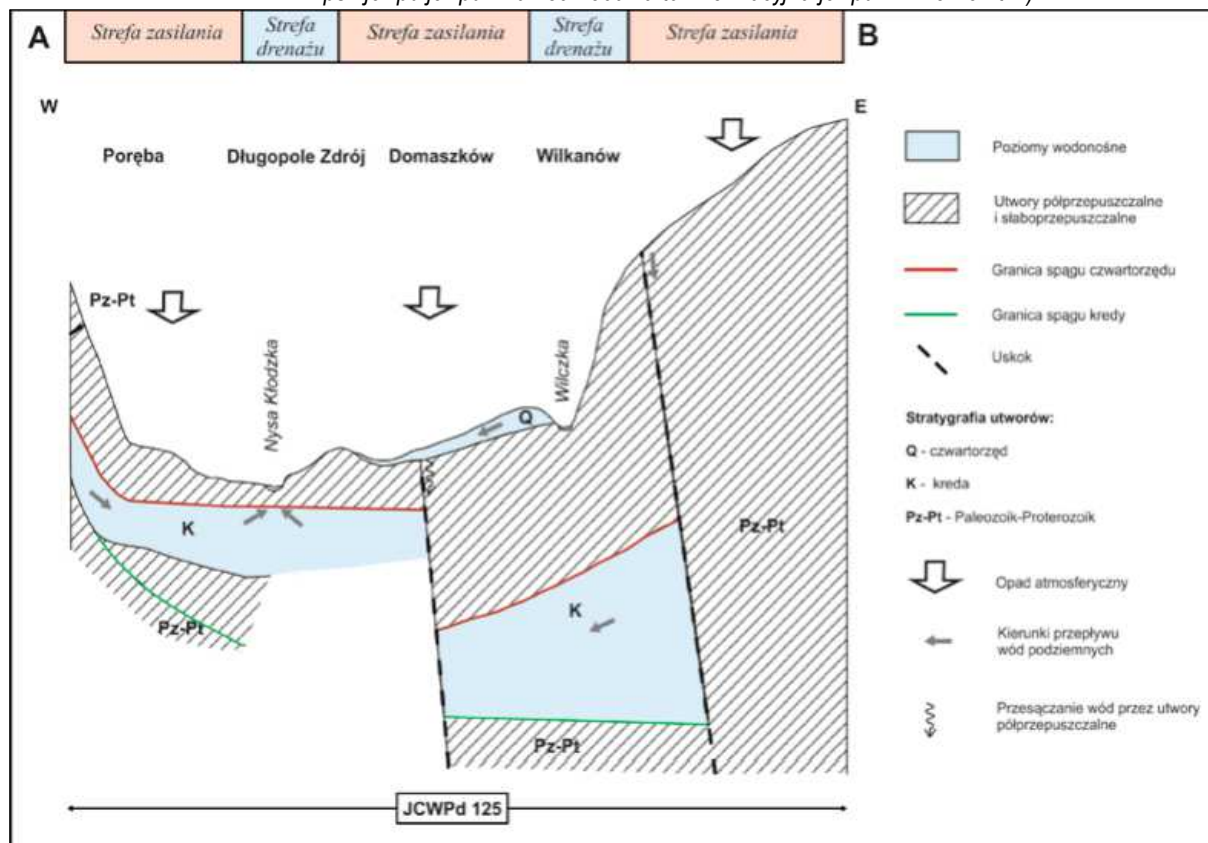 A
Strefa zasilania
Strefa
drenażu
Strefa zasilania
Strefa
drenażu
Strefa zasilania
B
W
E
Poręba
Długopole Zdrój
Domaszków
Wilkanów
Pz-Pt
Nysa Kłodzka
Wilczka
Q
K
K
Pz-Pt
Pz-Pt
Pz-Pt
JCWPd 125
Poziomy wodonośne
Utwory półprzepuszczalne
i słaboprzepuszczalne
Granica spągu czwartorzędu
Granica spągu kredy
Uskok
Stratygrafia utworów:
Q - czwartorzęd
K - kreda
Pz-Pt - Paleozoik-Proterozoik
Opad atmosferyczny
Kierunki przepływu
wód podziemnych
Przesączanie wód przez utwory
półprzepuszczalne